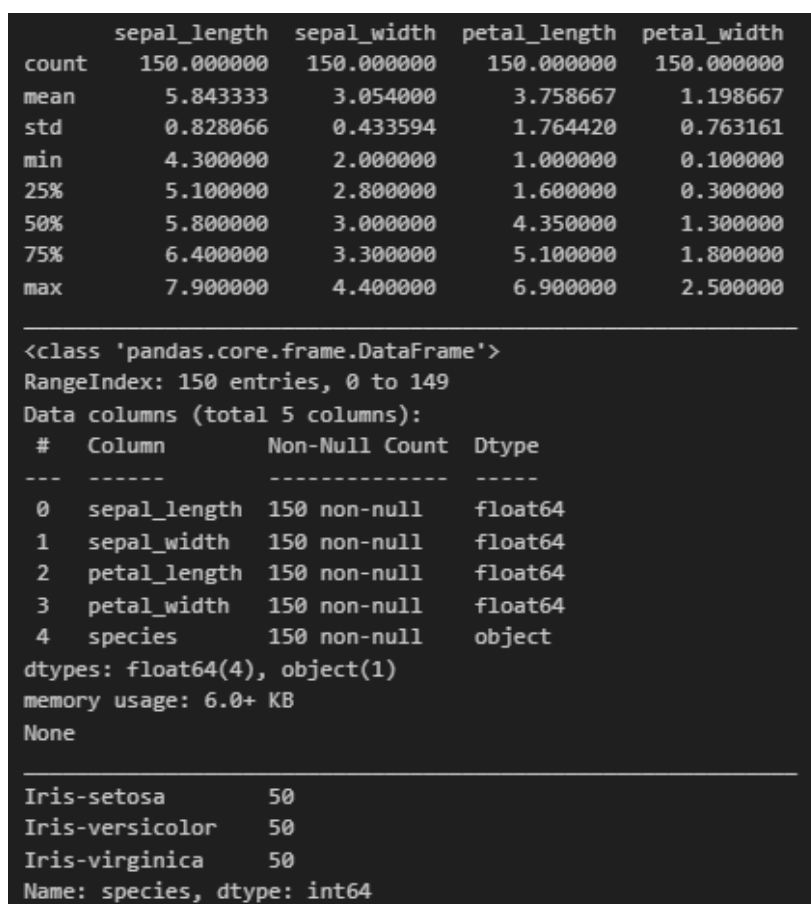 sepal_length  sepal_width  petal_length  petal_width
count    150.000000   150.000000    150.000000   150.000000
mean       5.843333     3.054000      3.758667     1.198667
std        0.828066     0.433594      1.764420     0.763161
min        4.300000     2.000000      1.000000     0.100000
25%        5.100000     2.800000      1.600000     0.300000
50%        5.800000     3.000000      4.350000     1.300000
75%        6.400000     3.300000      5.100000     1.800000
max        7.900000     4.400000      6.900000     2.500000
____________________________________________________________
<class 'pandas.core.frame.DataFrame'>
RangeIndex: 150 entries, 0 to 149
Data columns (total 5 columns):
 #   Column        Non-Null Count  Dtype
---  ------        --------------  -----
 0   sepal_length  150 non-null    float64
 1   sepal_width   150 non-null    float64
 2   petal_length  150 non-null    float64
 3   petal_width   150 non-null    float64
 4   species       150 non-null    object
dtypes: float64(4), object(1)
memory usage: 6.0+ KB
None
____________________________________________________________
Iris-setosa        50
Iris-versicolor    50
Iris-virginica     50
Name: species, dtype: int64